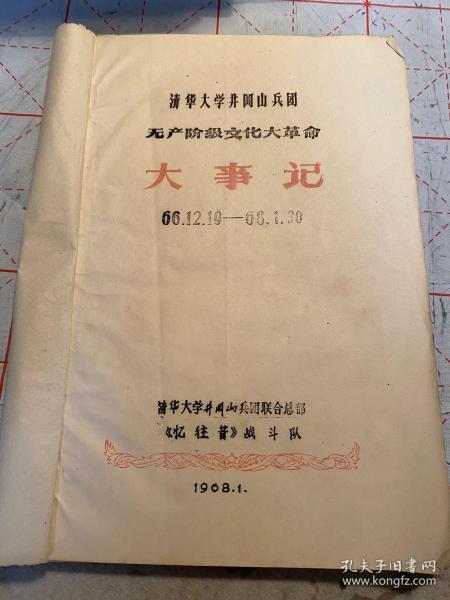 清华大学井冈山兵团
无产阶级文化大革命
大事记
66.12.19—68.1.30
清华大学井冈山兵团联合总部
《忆往昔》战斗队
1968.1.
孔夫子旧书网
www.kongfz.com